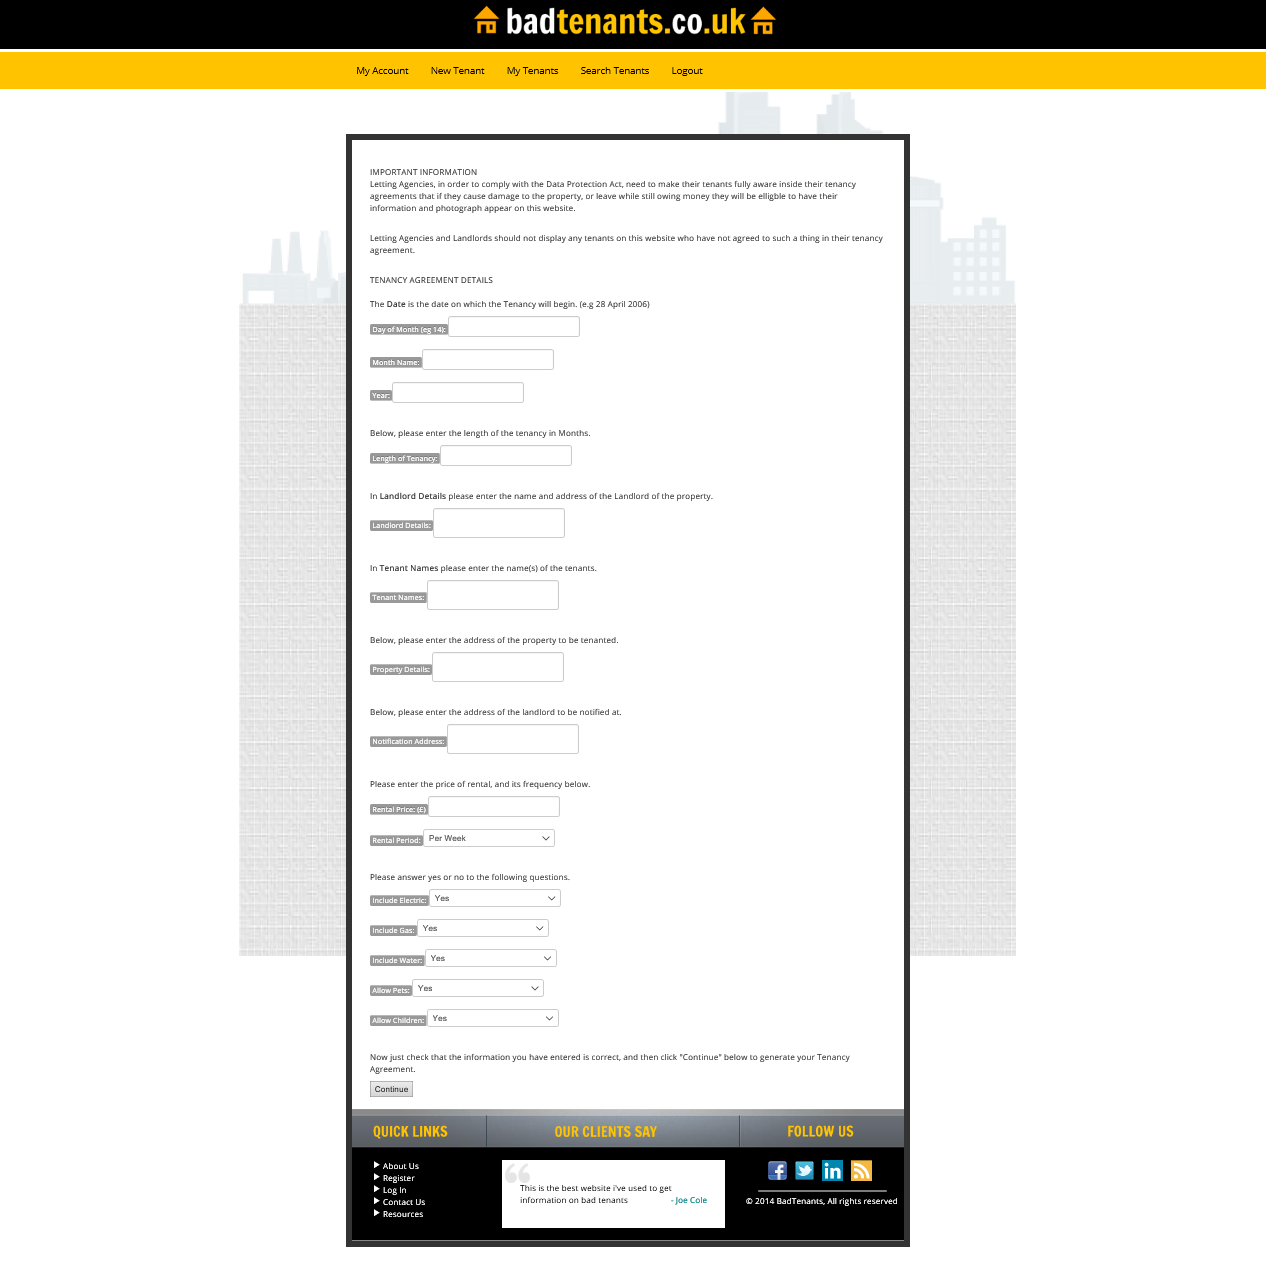 badtenants.co.uk
My Account New Tenant My Tenants Search Tenants Logout
IMPORTANT INFORMATION
Letting Agencies, in order to comply with the Data Protection Act, need to make their tenants fully aware inside their tenancy
agreements that if they cause damage to the property, or leave while still owing money they will be elligble to have their
information and photograph appear on this website.
Letting Agencies and Landlords should not display any tenants on this website who have not agreed to such a thing in their tenancy
agreement.
TENANCY AGREEMENT DETAILS
The Date is the date on which the Tenancy will begin. (e.g 28 April 2006)
Day of Month (eg 14):
Month Name:
Year:
Below, please enter the length of the tenancy in Months.
Length of Tenancy:
In Landlord Details please enter the name and address of the Landlord of the property.
Landlord Details:
In Tenant Names please enter the name(s) of the tenants.
Tenant Names:
Below, please enter the address of the property to be tenanted.
Property Details:
Below, please enter the address of the landlord to be notified at.
Notification Address:
Please enter the price of rental, and its frequency below.
Rental Price: (£)
Rental Period: Per Week
Please answer yes or no to the following questions.
Include Electric: Yes
Include Gas: Yes
Include Water: Yes
Allow Pets: Yes
Allow Children: Yes
Now just check that the information you have entered is correct, and then click "Continue" below to generate your Tenancy
Agreement.
Continue
QUICK LINKS
About Us
Register
Log In
Contact Us
Resources
OUR CLIENTS SAY
This is the best website i've used to get
information on bad tenants - Joe Cole
FOLLOW US
© 2014 BadTenants, All rights reserved